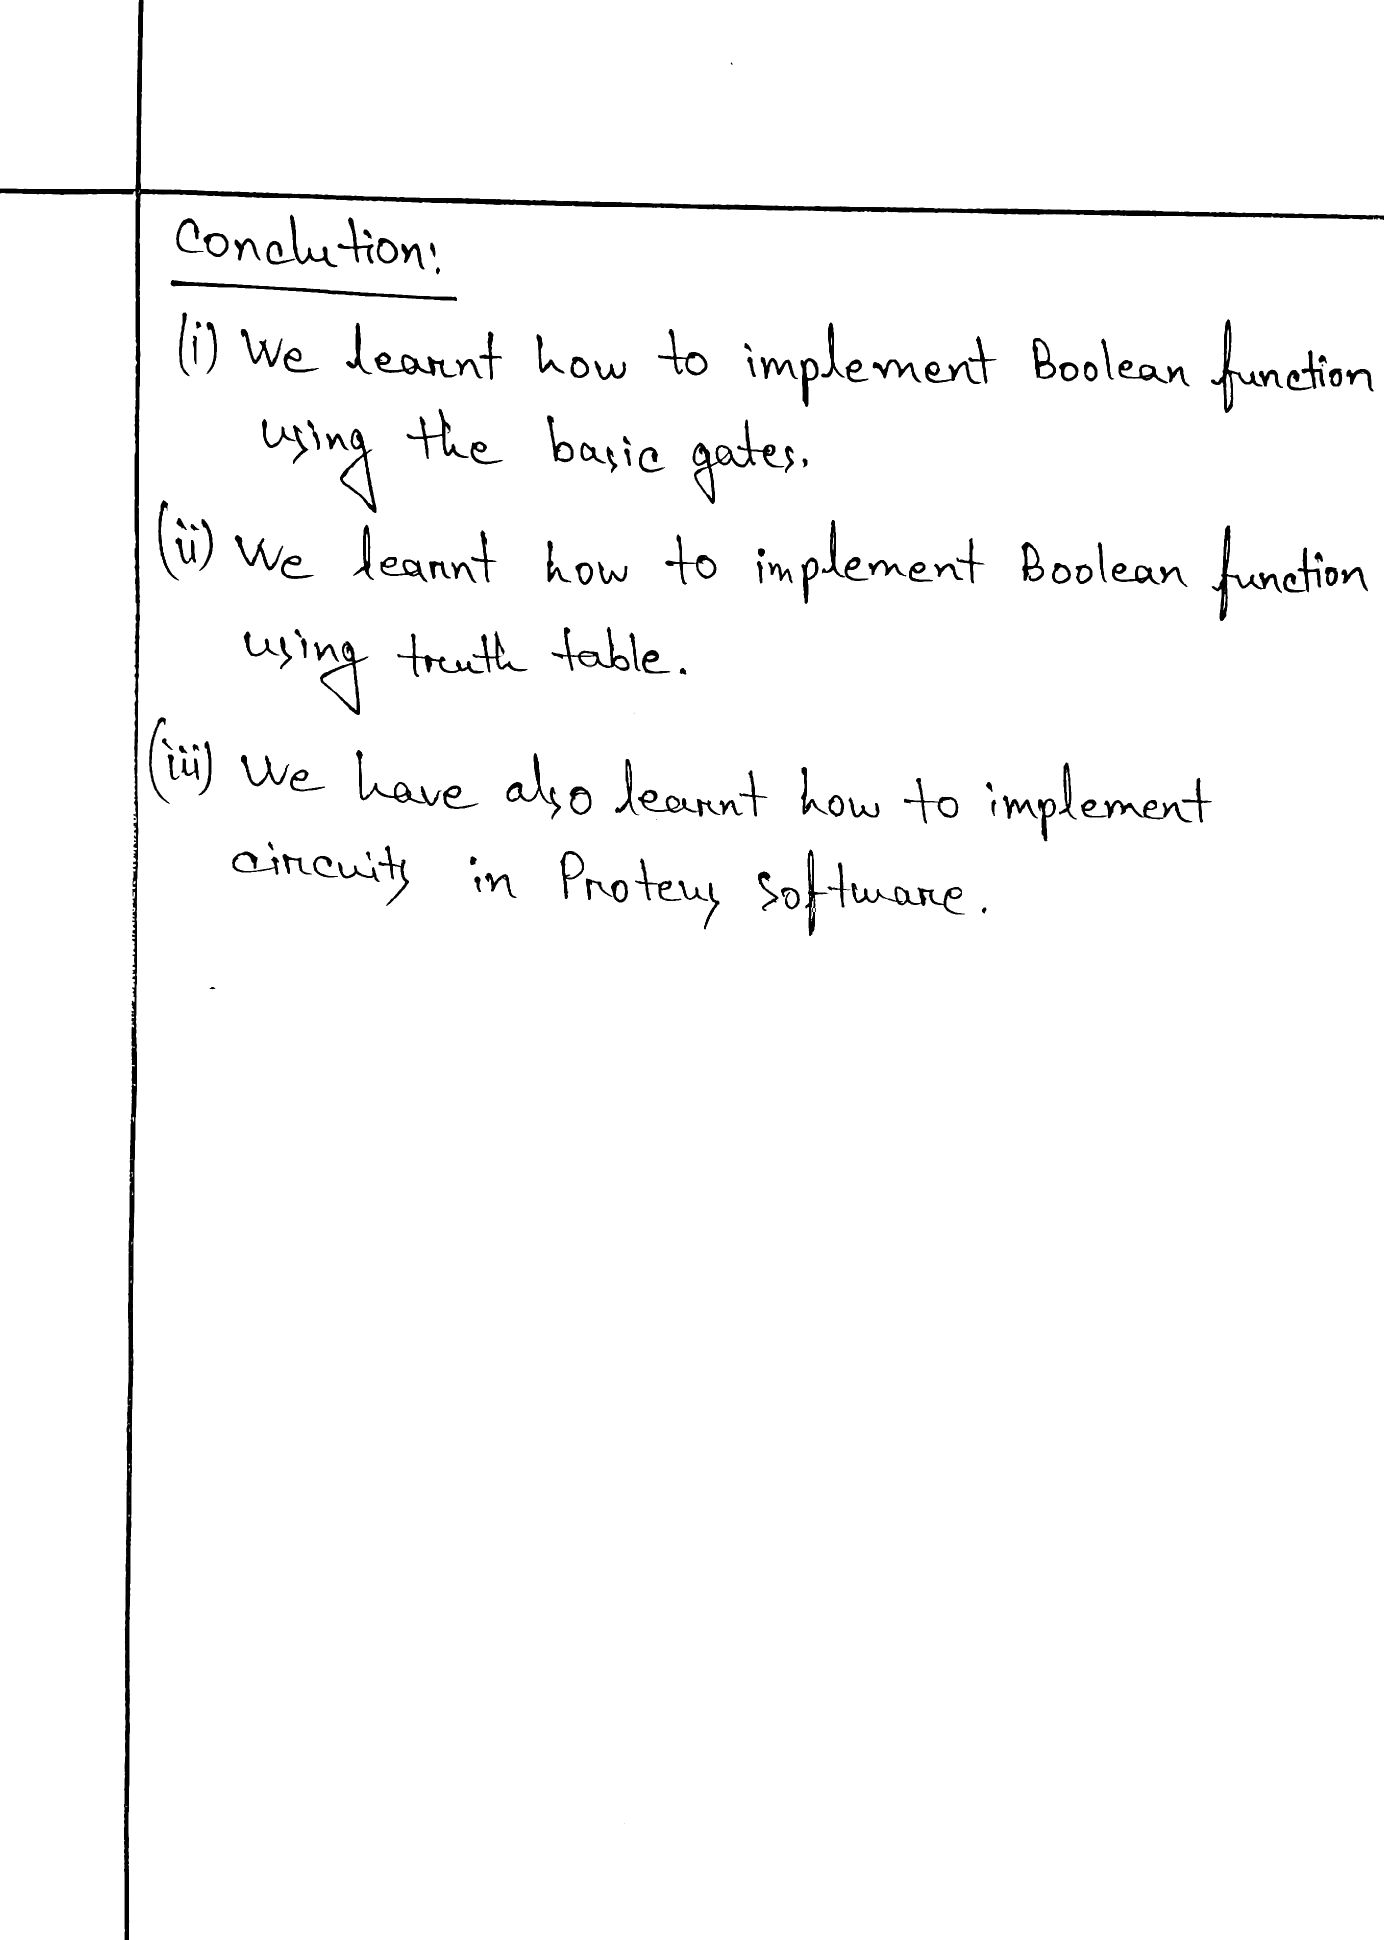 Conclution:
(i) We learnt how to implement Boolean function
using the basic gates.
(ii) We learnt how to implement Boolean function
using truth table.
(iii) We have also learnt how to implement
circuits in Proteus Software.